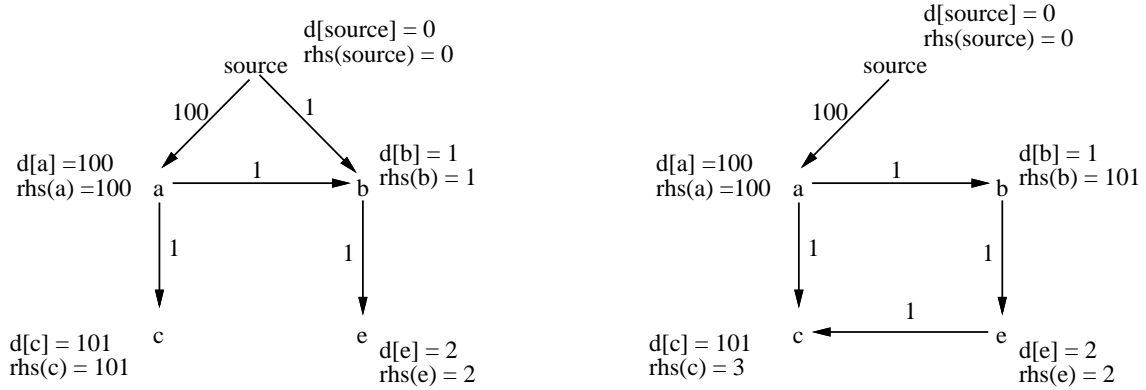 d[source] = 0
rhs(source) = 0
source
100
1
d[a] =100
rhs(a) =100
a
1
b
d[b] = 1
rhs(b) = 1
1
1
c
e
d[c] = 101
rhs(c) = 101
d[e] = 2
rhs(e) = 2
d[source] = 0
rhs(source) = 0
source
100
d[a] =100
rhs(a) =100
a
1
b
d[b] = 1
rhs(b) = 101
1
1
1
c
e
d[c] = 101
rhs(c) = 3
d[e] = 2
rhs(e) = 2